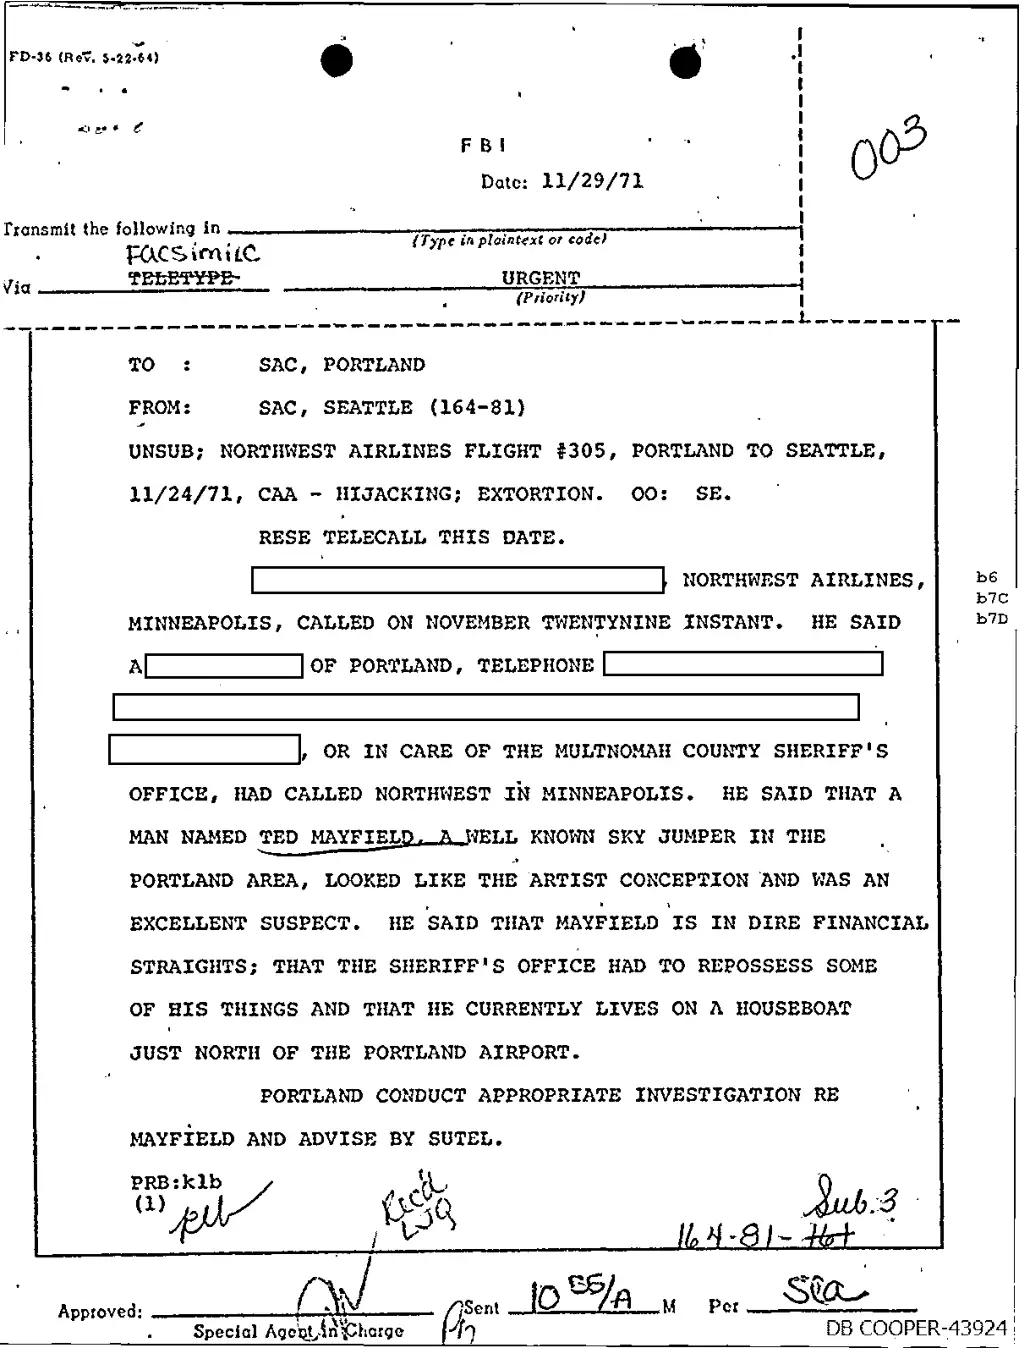 FD-36 (Rev. 5-22-64)
003
FBI
Date: 11/29/71
Transmit the following in
(Type in plaintext or code)
FACSimiLE
Via TELETYPE URGENT
(Priority)
TO : SAC, PORTLAND
FROM: SAC, SEATTLE (164-81)
UNSUB; NORTHWEST AIRLINES FLIGHT #305, PORTLAND TO SEATTLE,
11/24/71, CAA - HIJACKING; EXTORTION. OO: SE.
RESE TELECALL THIS DATE.
, NORTHWEST AIRLINES,
b6
b7C
b7D
MINNEAPOLIS, CALLED ON NOVEMBER TWENTYNINE INSTANT. HE SAID
A OF PORTLAND, TELEPHONE
, OR IN CARE OF THE MULTNOMAH COUNTY SHERIFF'S
OFFICE, HAD CALLED NORTHWEST IN MINNEAPOLIS. HE SAID THAT A
MAN NAMED TED MAYFIELD, A WELL KNOWN SKY JUMPER IN THE
PORTLAND AREA, LOOKED LIKE THE ARTIST CONCEPTION AND WAS AN
EXCELLENT SUSPECT. HE SAID THAT MAYFIELD IS IN DIRE FINANCIAL
STRAIGHTS; THAT THE SHERIFF'S OFFICE HAD TO REPOSSESS SOME
OF HIS THINGS AND THAT HE CURRENTLY LIVES ON A HOUSEBOAT
JUST NORTH OF THE PORTLAND AIRPORT.
PORTLAND CONDUCT APPROPRIATE INVESTIGATION RE
MAYFIELD AND ADVISE BY SUTEL.
PRB:klb
(1)
Rec'd
Sub.3
164-81-
Approved: Sent 10 55/A M Per Sea
Special Agent in Charge
DB COOPER-43924